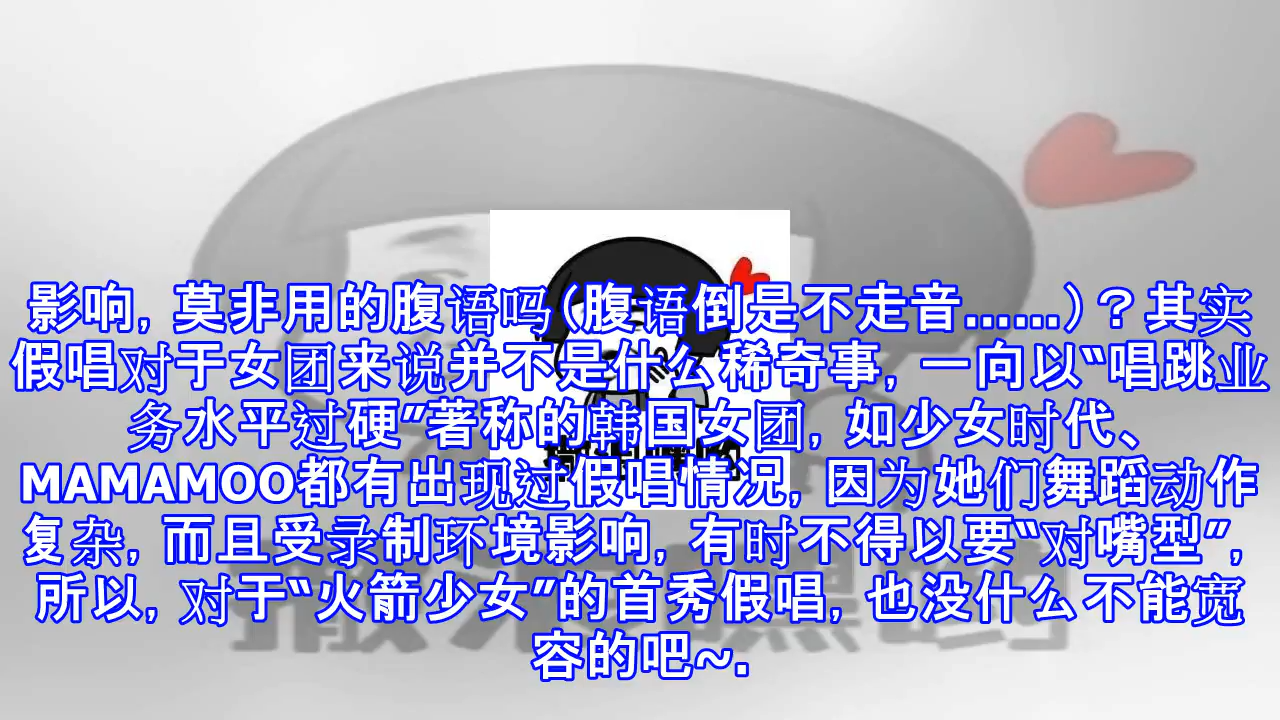 影响, 莫非用的腹语吗(腹语倒是不走音......)? 其实
假唱对于女团来说并不是什么稀奇事, 一向以“唱跳业
务水平过硬”著称的韩国女团, 如少女时代、
MAMAMOO都有出现过假唱情况, 因为她们舞蹈动作
复杂, 而且受录制环境影响, 有时不得以要“对嘴型”,
所以, 对于“火箭少女”的首秀假唱, 也没什么不能宽
容的吧~.